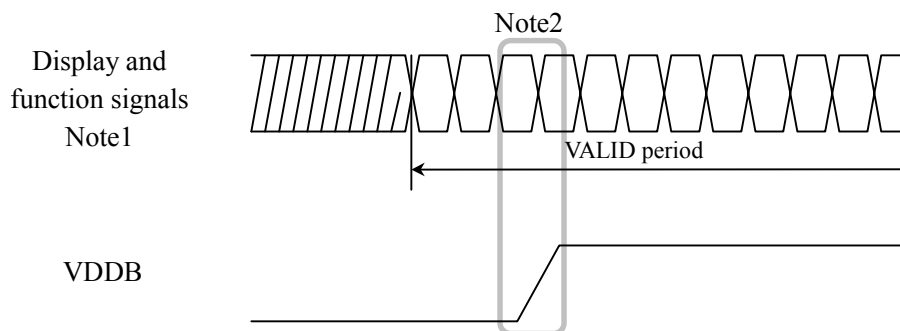 Note2
Display and
function signals
Note1
VALID period
VDDB